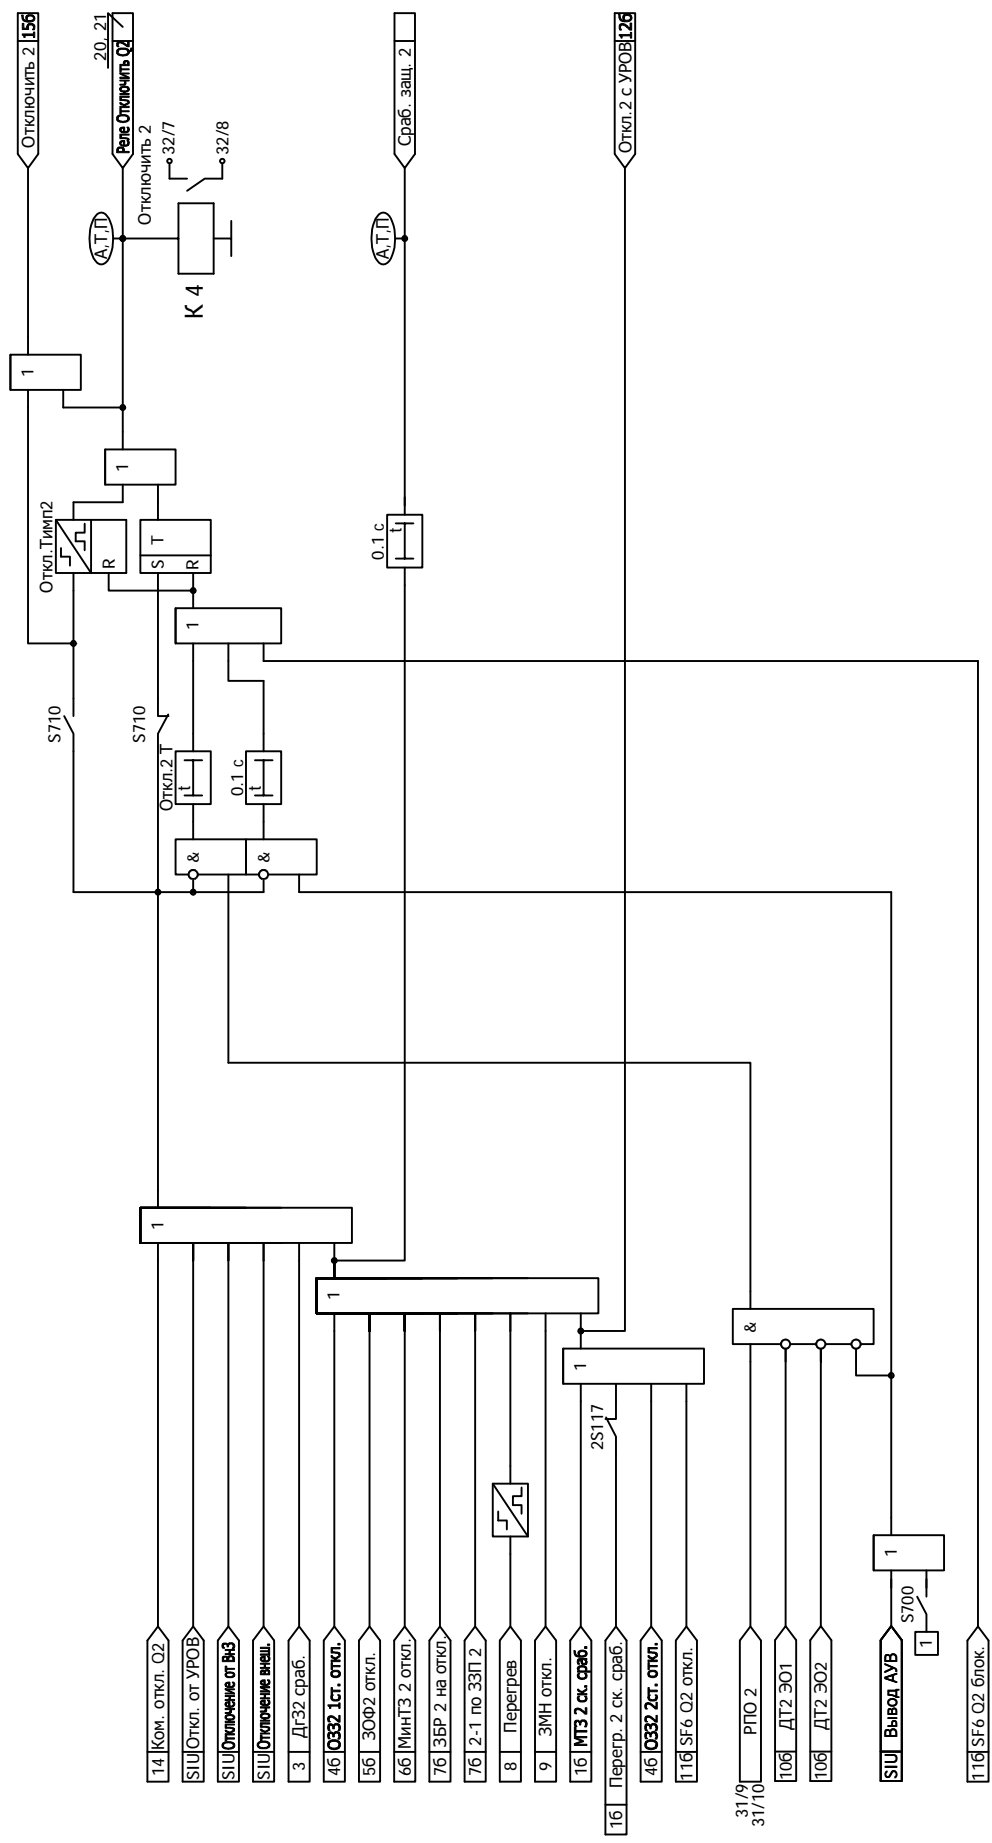 Отключить 2 15б
20, 21
Реле Отключить Q2
Отключить 2
32/7
32/8
А,Т,П
К 4
Сраб. защ. 2
А,Т,П
Откл.2 с УРОВ 12б
1
1
Откл.Тимп2
R
S T
R
0.1 с
t
1
S710
S710
Откл.2 Т
t
0.1 с
t
&
&
1
1
1
2S117
&
1
S700
1
14 Ком. откл. Q2
SIU Откл. от УРОВ
SIU Отключение от ВнЗ
SIU Отключение внеш.
3 Дг32 сраб.
4б ОЗЗ2 1ст. откл.
5б ЗОФ2 откл.
6б МинТЗ 2 откл.
7б ЗБР 2 на откл.
7б 2-1 по ЗЗП 2
8 Перегрев
9 ЗМН откл.
1б МТЗ 2 ск. сраб.
1б Перегр. 2 ск. сраб.
4б ОЗЗ2 2ст. откл.
11б SF6 Q2 откл.
31/9
31/10
РПО 2
10б ДТ2 ЭО1
10б ДТ2 ЭО2
SIU Вывод АУВ
11б SF6 Q2 блок.